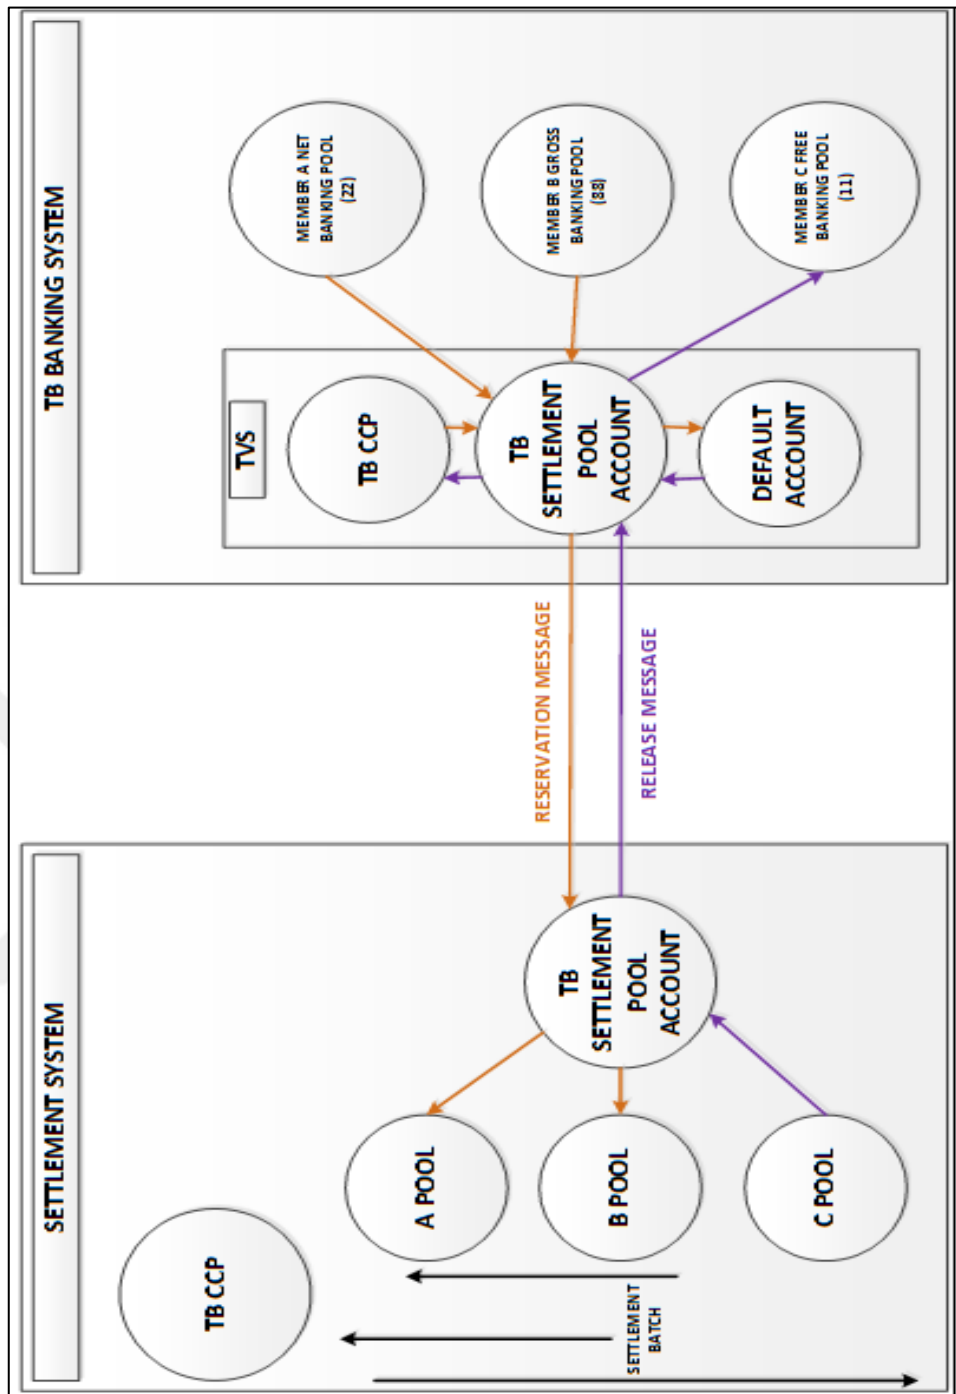 SETTLEMENT SYSTEM
TB CCP
A POOL
B POOL
C POOL
SETTLEMENT
BATCH
TB
SETTLEMENT
POOL
ACCOUNT
RESERVATION MESSAGE
RELEASE MESSAGE
TB BANKING SYSTEM
TVS
TB CCP
TB
SETTLEMENT
POOL
ACCOUNT
DEFAULT
ACCOUNT
MEMBER A NET
BANKING POOL
(22)
MEMBER B GROSS
BANKING POOL
(88)
MEMBER C FREE
BANKING POOL
(11)